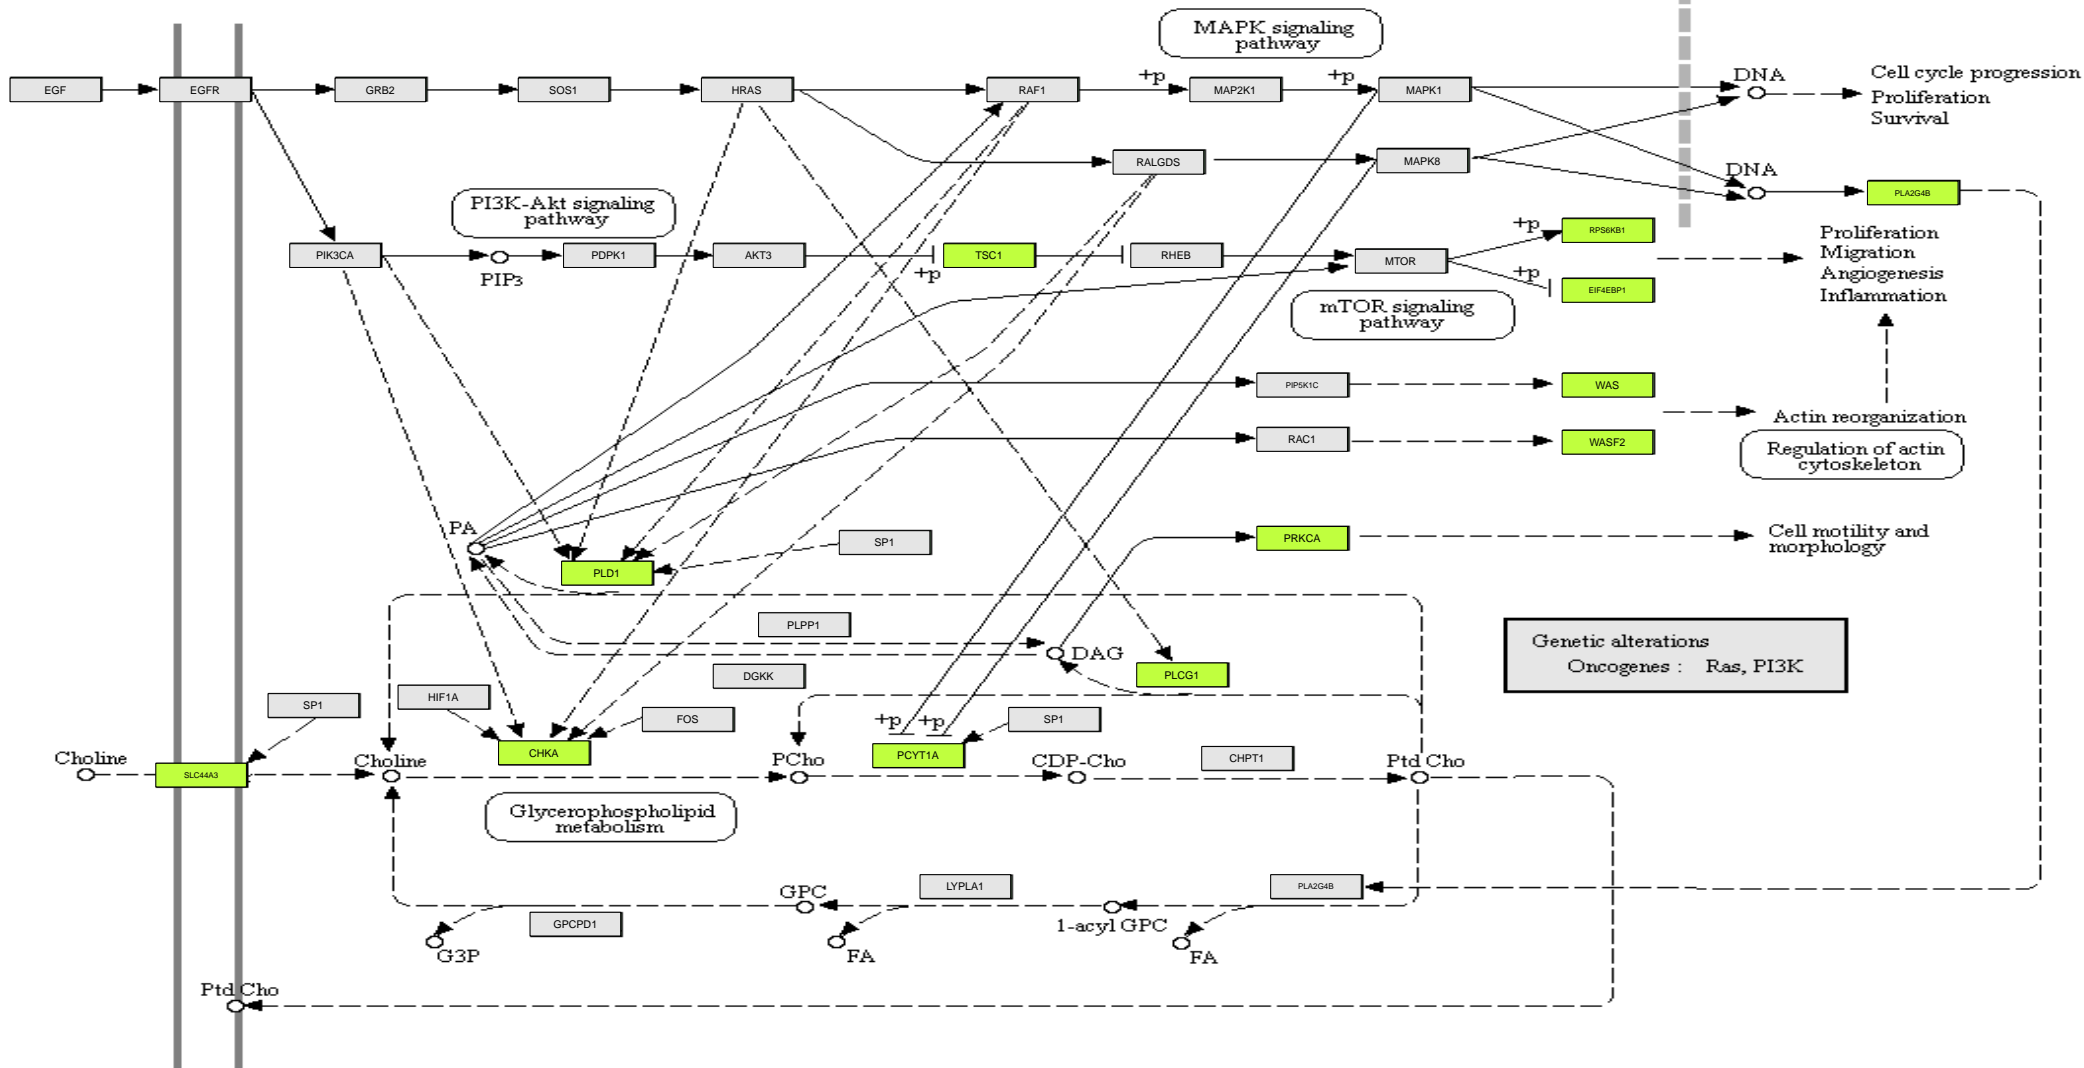 MAPK signaling
pathway
EGF
EGFR
GRB2
SOS1
HRAS
RAF1
+p
MAP2K1
+p
MAPK1
DNA
Cell cycle progression
Proliferation
Survival
RALGDS
MAPK8
DNA
PLA2G4B
PI3K-Akt signaling
pathway
PIK3CA
PIP3
PDPK1
AKT3
+p
TSC1
RHEB
MTOR
+p
RPS6KB1
+p
EIF4EBP1
Proliferation
Migration
Angiogenesis
Inflammation
mTOR signaling
pathway
PIP5K1C
WAS
RAC1
WASF2
Actin reorganization
Regulation of actin
cytoskeleton
PA
PLD1
SP1
PRKCA
Cell motility and
morphology
PLPP1
DAG
DGKK
PLCG1
Genetic alterations
Oncogenes : Ras, PI3K
SP1
HIF1A
FOS
+p
+p
SP1
Choline
SLC44A3
Choline
CHKA
PCho
PCYT1A
CDP-Cho
CHPT1
Ptd Cho
Glycerophospholipid
metabolism
GPC
LYPLA1
PLA2G4B
GPCPD1
1-acyl GPC
G3P
FA
FA
Ptd Cho